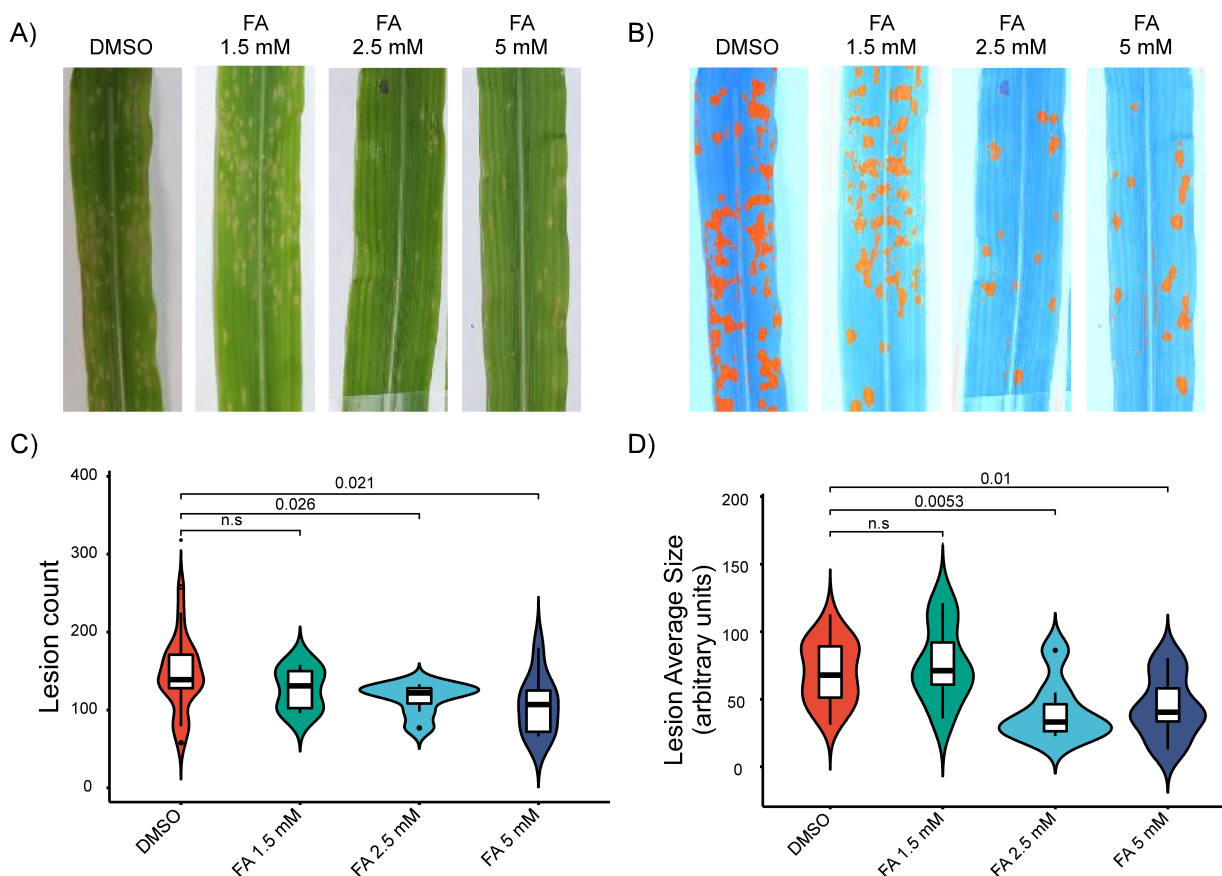 A)
DMSO
FA
1.5 mM
FA
2.5 mM
FA
5 mM
B)
DMSO
FA
1.5 mM
FA
2.5 mM
FA
5 mM
C)
Lesion count
400
300
200
100
0
0.021
0.026
n.s
DMSO
FA 1.5 mM
FA 2.5 mM
FA 5 mM
D)
Lesion Average Size
(arbitrary units)
200
150
100
50
0
0.01
0.0053
n.s
DMSO
FA 1.5 mM
FA 2.5 mM
FA 5 mM